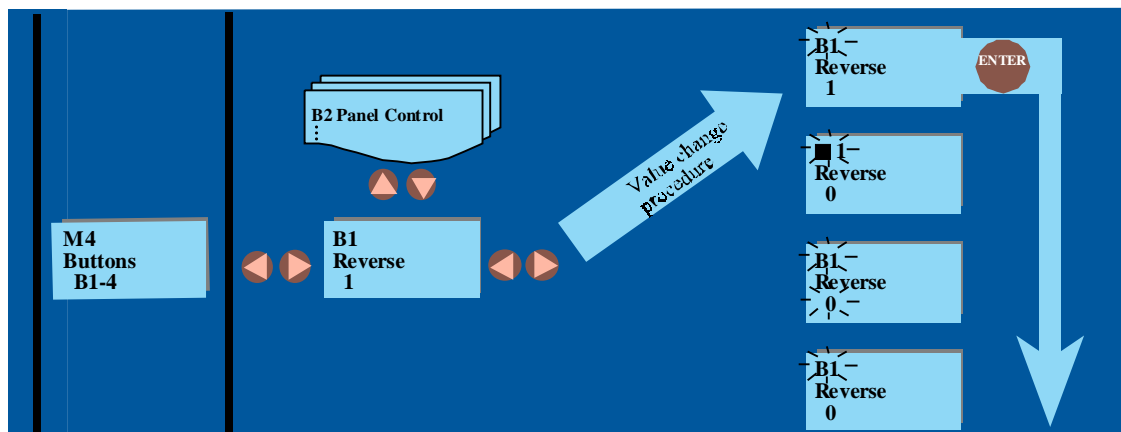 B2 Panel Control
M4
Buttons
B1-4
B1
Reverse
1
Value change
procedure
B1
Reverse
1
ENTER
■ 1
Reverse
0
B1
Reverse
0
B1
Reverse
0